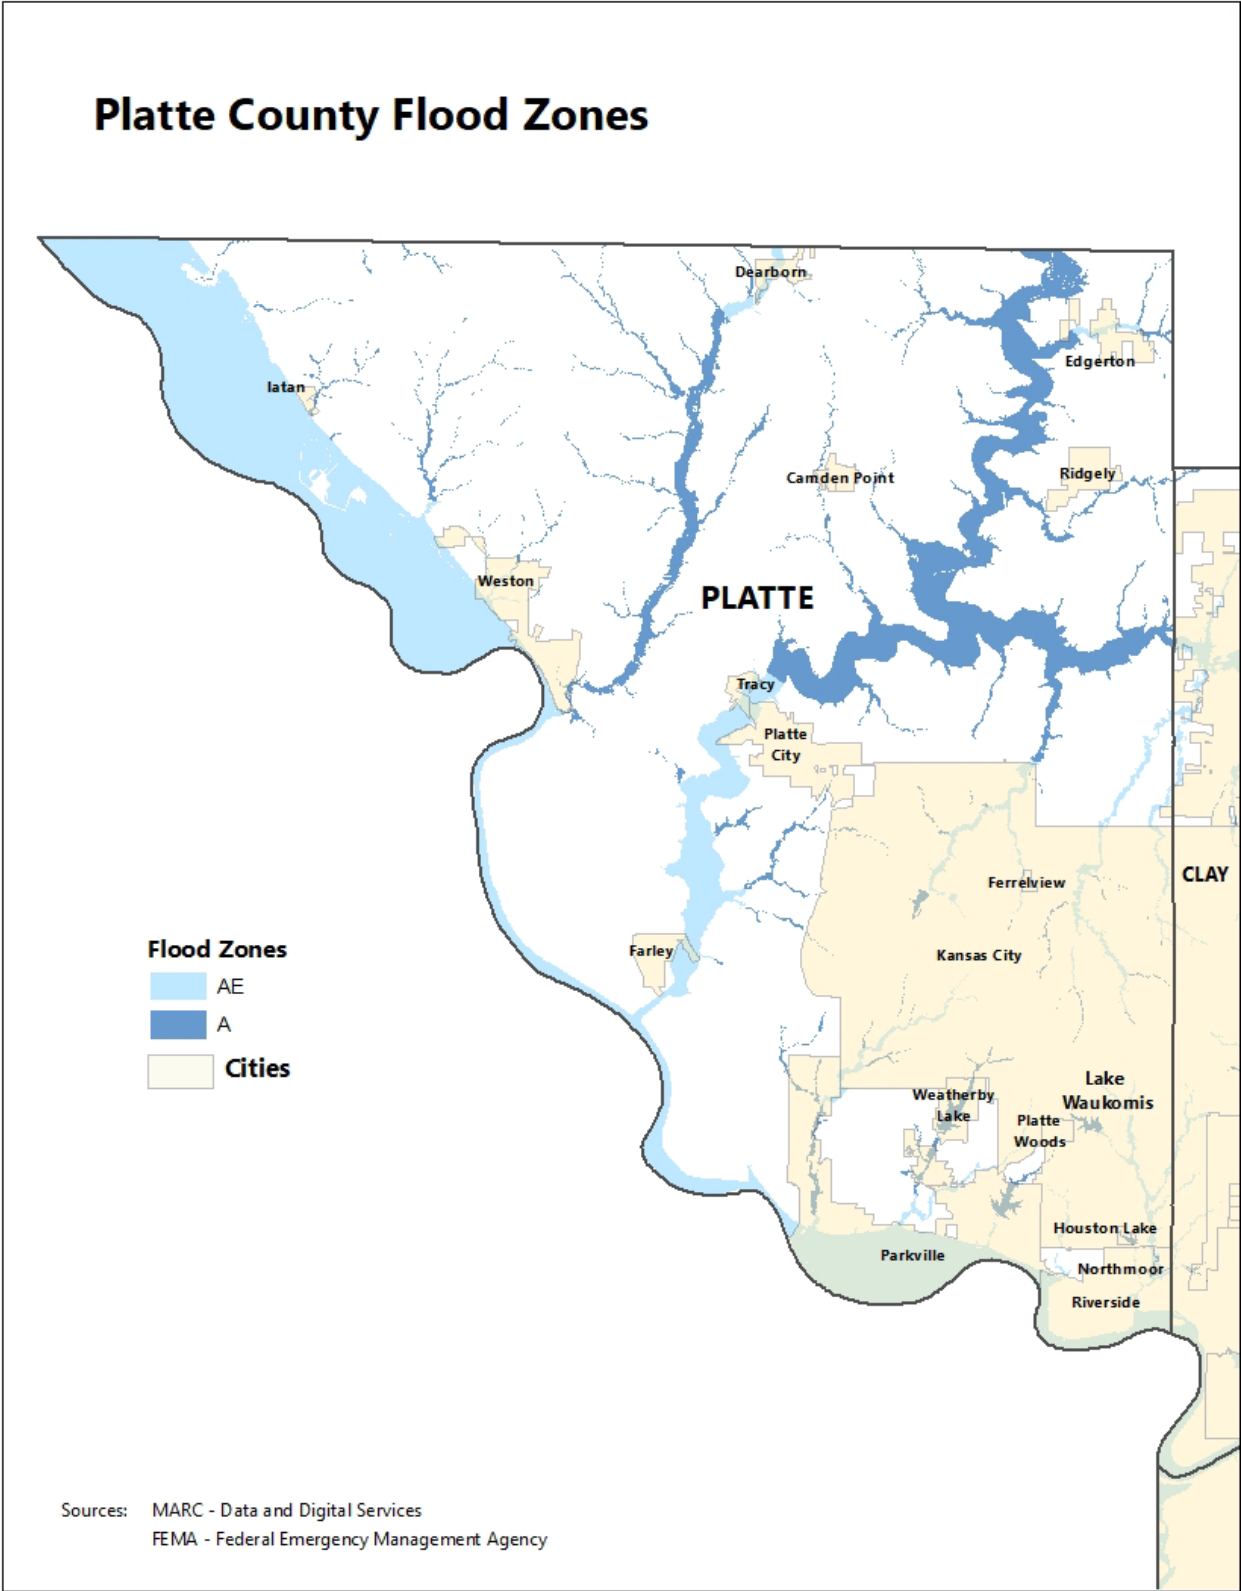 Platte County Flood Zones
Dearborn
Edgerton
Iatan
Ridgely
Camden Point
Weston
PLATTE
Tracy
Platte
City
CLAY
Ferrelview
Farley
Kansas City
Flood Zones
AE
A
Cities
Lake
Waukomis
Weatherby
Lake
Platte
Woods
Houston Lake
Parkville
Northmoor
Riverside
Sources: MARC - Data and Digital Services
FEMA - Federal Emergency Management Agency